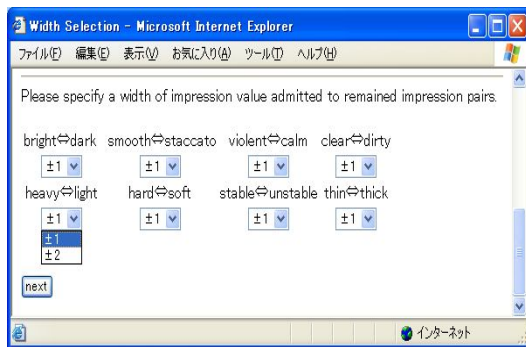 Width Selection - Microsoft Internet Explorer
ファイル(F) 編集(E) 表示(V) お気に入り(A) ツール(T) ヘルプ(H)
Please specify a width of impression value admitted to remained impression pairs.
bright⇔dark smooth⇔staccato violent⇔calm clear⇔dirty
±1 ±1 ±1 ±1
heavy⇔light hard⇔soft stable⇔unstable thin⇔thick
±1 ±1 ±1 ±1
±1
±2
next
インターネット